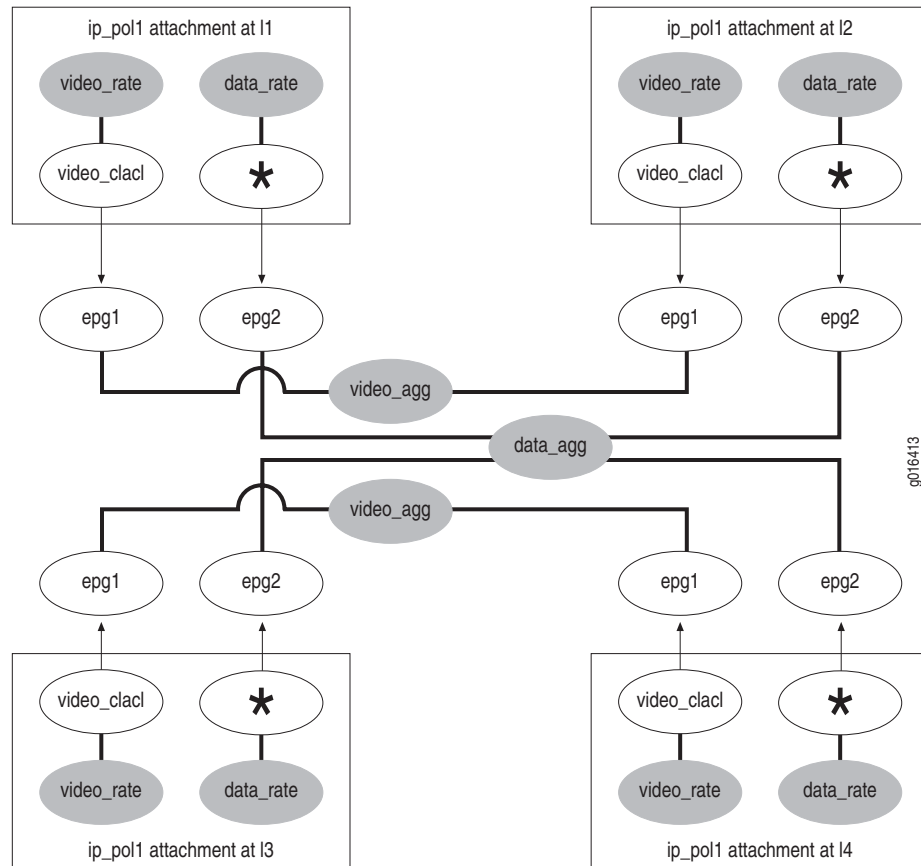 ip_pol1 attachment at l1
ip_pol1 attachment at l2
video_rate
data_rate
video_rate
data_rate
video_clacl
*
video_clacl
*
epg1
epg2
epg1
epg2
video_agg
data_agg
g016413
video_agg
epg1
epg2
epg1
epg2
video_clacl
*
video_clacl
*
video_rate
data_rate
video_rate
data_rate
ip_pol1 attachment at l3
ip_pol1 attachment at l4